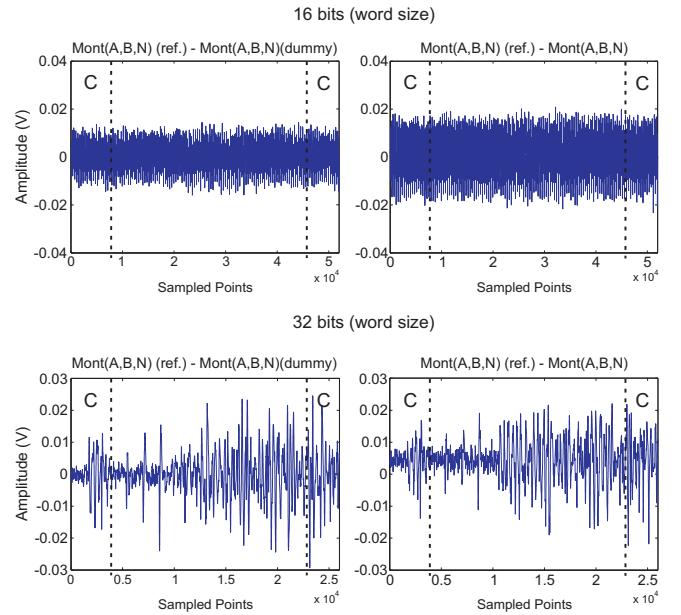 16 bits (word size)
Mont(A,B,N) (ref.) - Mont(A,B,N)(dummy)
Mont(A,B,N) (ref.) - Mont(A,B,N)
C C C C
0.04 0.04
0.02 0.02
0 0
-0.02 -0.02
-0.04 -0.04
Amplitude (V)
0 1 2 3 4 5
x 10^4
Sampled Points
0 1 2 3 4 5
x 10^4
Sampled Points
32 bits (word size)
Mont(A,B,N) (ref.) - Mont(A,B,N)(dummy)
Mont(A,B,N) (ref.) - Mont(A,B,N)
C C C C
0.03 0.03
0.02 0.02
0.01 0.01
0 0
-0.01 -0.01
-0.02 -0.02
-0.03 -0.03
Amplitude (V)
0 0.5 1 1.5 2 2.5
x 10^4
Sampled Points
0 0.5 1 1.5 2 2.5
x 10^4
Sampled Points